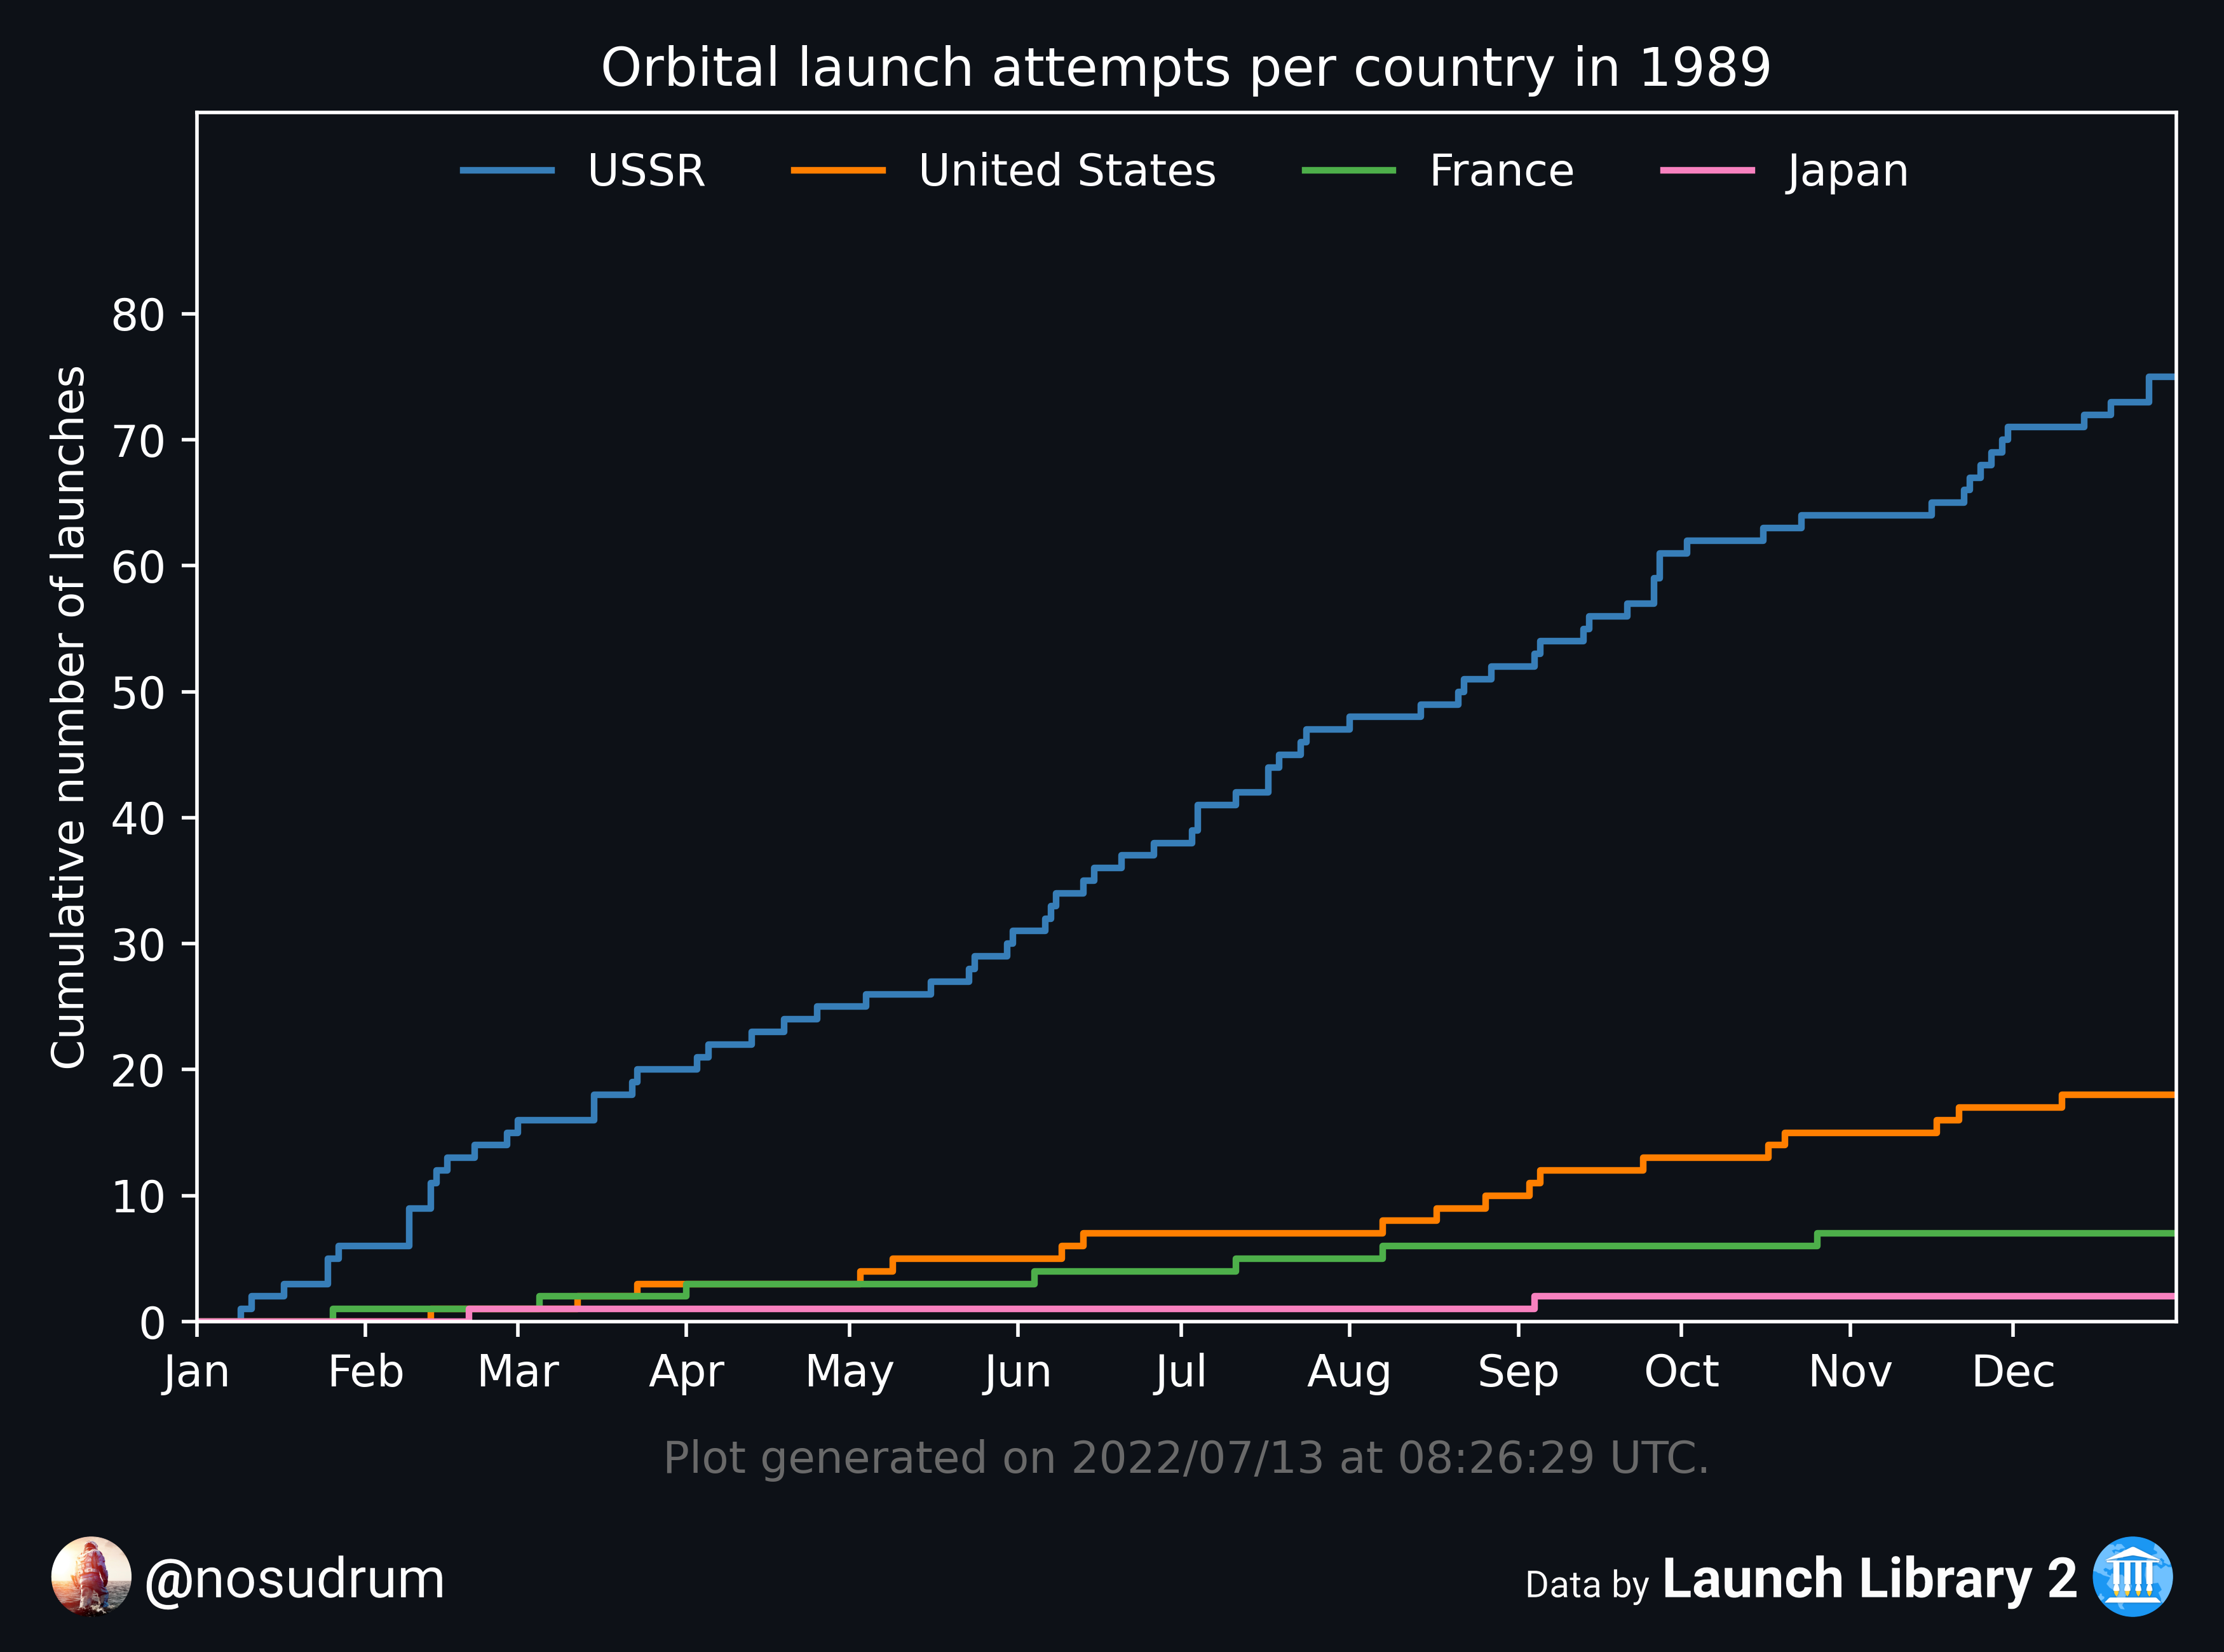 Orbital launch attempts per country in 1989
USSR United States France Japan
Cumulative number of launches
80
70
60
50
40
30
20
10
0
Jan Feb Mar Apr May Jun Jul Aug Sep Oct Nov Dec
Plot generated on 2022/07/13 at 08:26:29 UTC.
@nosudrum
Data by Launch Library 2